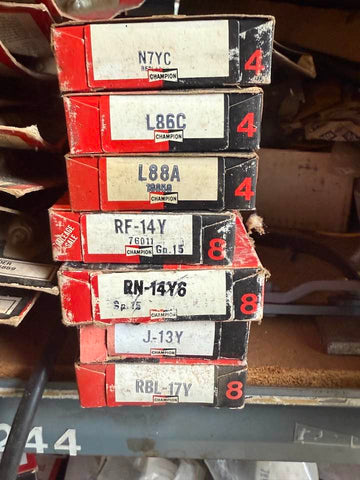 N7YC
CHAMPION
4
L86C
CHAMPION
4
L88A
CHAMPION
4
RF-14Y
76011
CHAMPION
Gp.15
8
RN-14Y6
Gp.15
CHAMPION
8
J-13Y
CHAMPION
RBL-17Y
CHAMPION
8
944